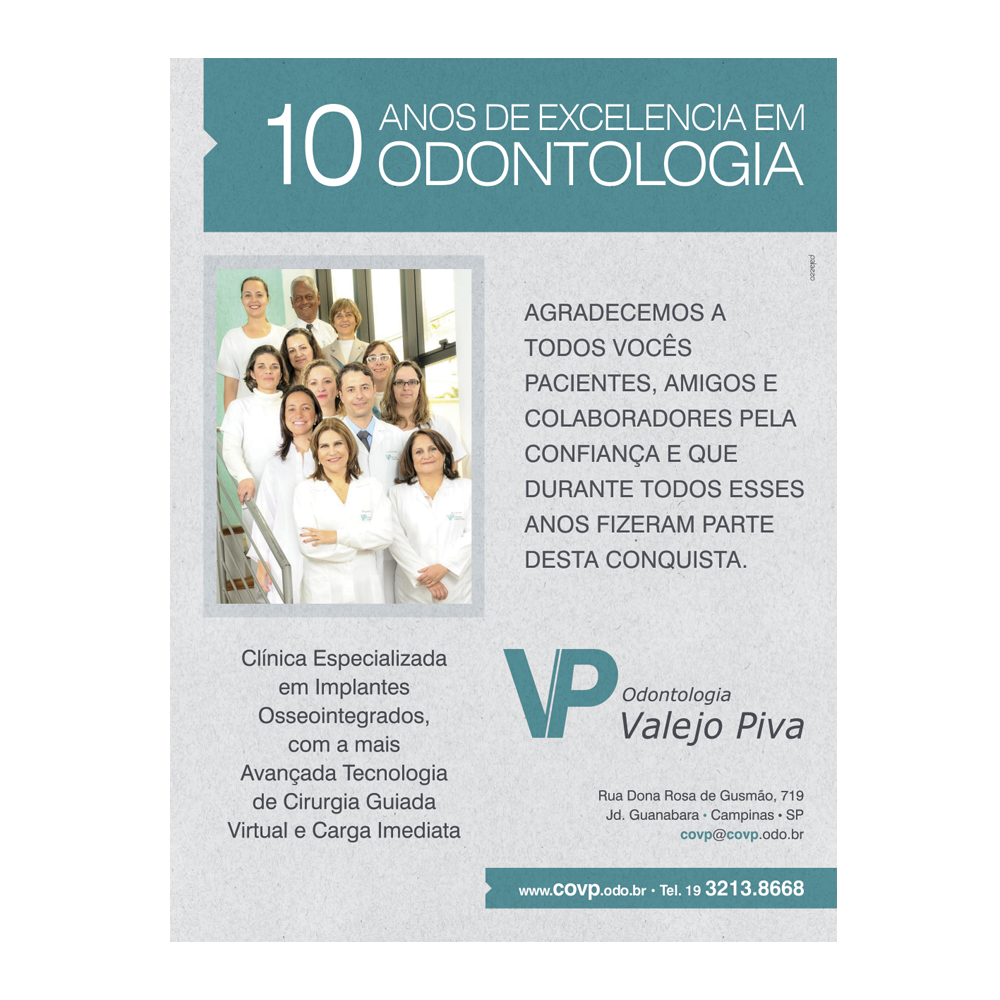 10 ANOS DE EXCELENCIA EM
ODONTOLOGIA
palazzo
AGRADECEMOS A
TODOS VOCÊS
PACIENTES, AMIGOS E
COLABORADORES PELA
CONFIANÇA E QUE
DURANTE TODOS ESSES
ANOS FIZERAM PARTE
DESTA CONQUISTA.
Clínica Especializada
em Implantes
Osseointegrados,
com a mais
Avançada Tecnologia
de Cirurgia Guiada
Virtual e Carga Imediata
VP Odontologia
Valejo Piva
Rua Dona Rosa de Gusmão, 719
Jd. Guanabara • Campinas • SP
covp@covp.odo.br
www.covp.odo.br • Tel. 19 3213.8668